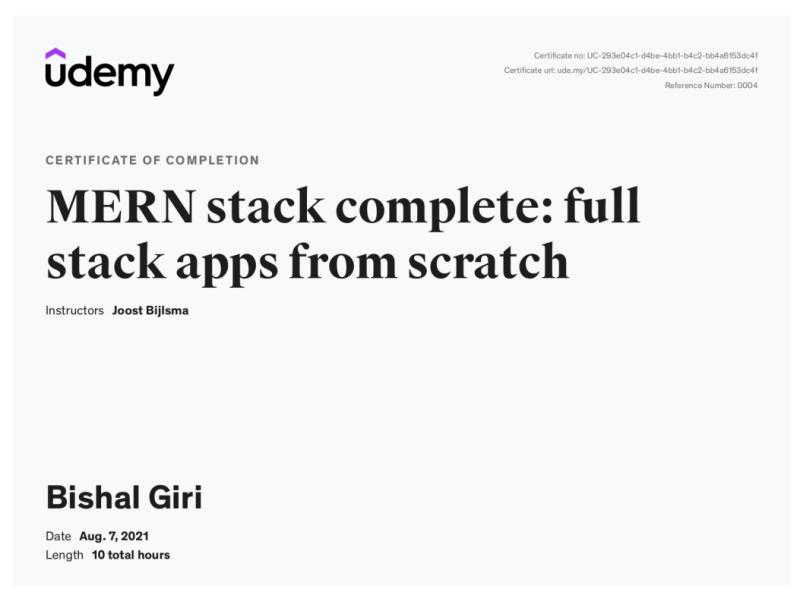 udemy
Certificate no: UC-293e04c1-d4be-4bb1-b4c2-bb4a6153dc4f
Certificate url: ude.my/UC-293e04c1-d4be-4bb1-b4c2-bb4a6153dc4f
Reference Number: 0004
CERTIFICATE OF COMPLETION
MERN stack complete: full
stack apps from scratch
Instructors Joost Bijlsma
Bishal Giri
Date Aug. 7, 2021
Length 10 total hours